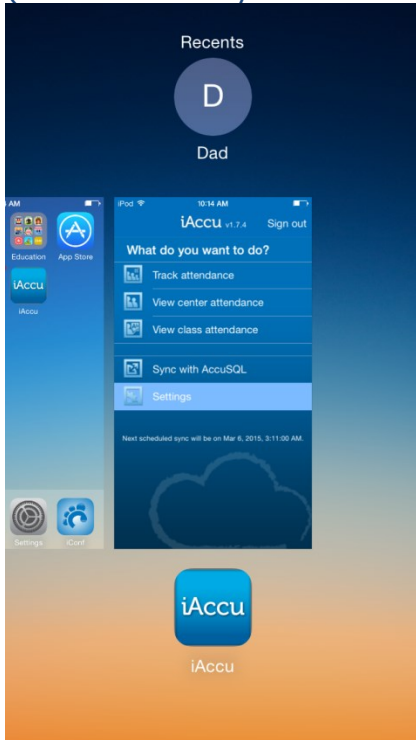 Recents
D
Dad
AM
Education App Store
iAccu
iAccu
Settings iConf
iPod 10:14 AM
iAccu v1.7.4 Sign out
What do you want to do?
Track attendance
View center attendance
View class attendance
Sync with AccuSQL
Settings
Next scheduled sync will be on Mar 6, 2015, 3:11:00 AM.
iAccu
iAccu